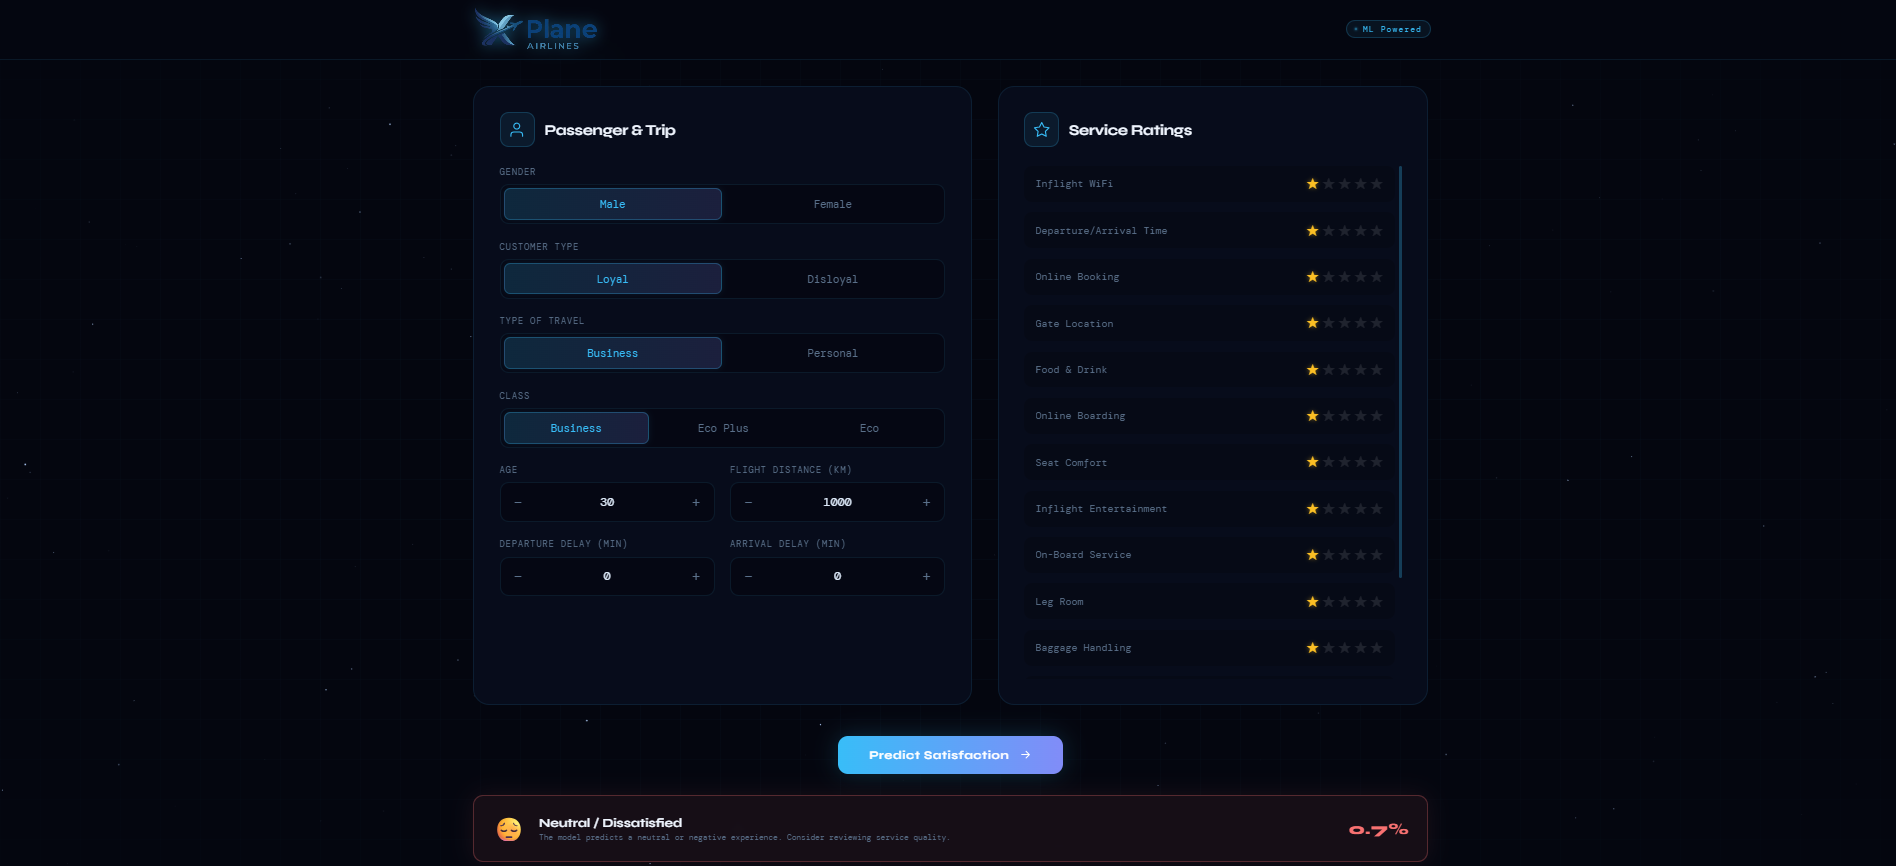 Plane
AIRLINES
ML Powered
Passenger & Trip
GENDER
Male
Female
CUSTOMER TYPE
Loyal
Disloyal
TYPE OF TRAVEL
Business
Personal
CLASS
Business
Eco Plus
Eco
AGE
FLIGHT DISTANCE (KM)
− 30 +
− 1000 +
DEPARTURE DELAY (MIN)
ARRIVAL DELAY (MIN)
− 0 +
− 0 +
Service Ratings
Inflight WiFi
Departure/Arrival Time
Online Booking
Gate Location
Food & Drink
Online Boarding
Seat Comfort
Inflight Entertainment
On-Board Service
Leg Room
Baggage Handling
Predict Satisfaction →
Neutral / Dissatisfied
The model predicts a neutral or negative experience. Consider reviewing service quality.
0.7%